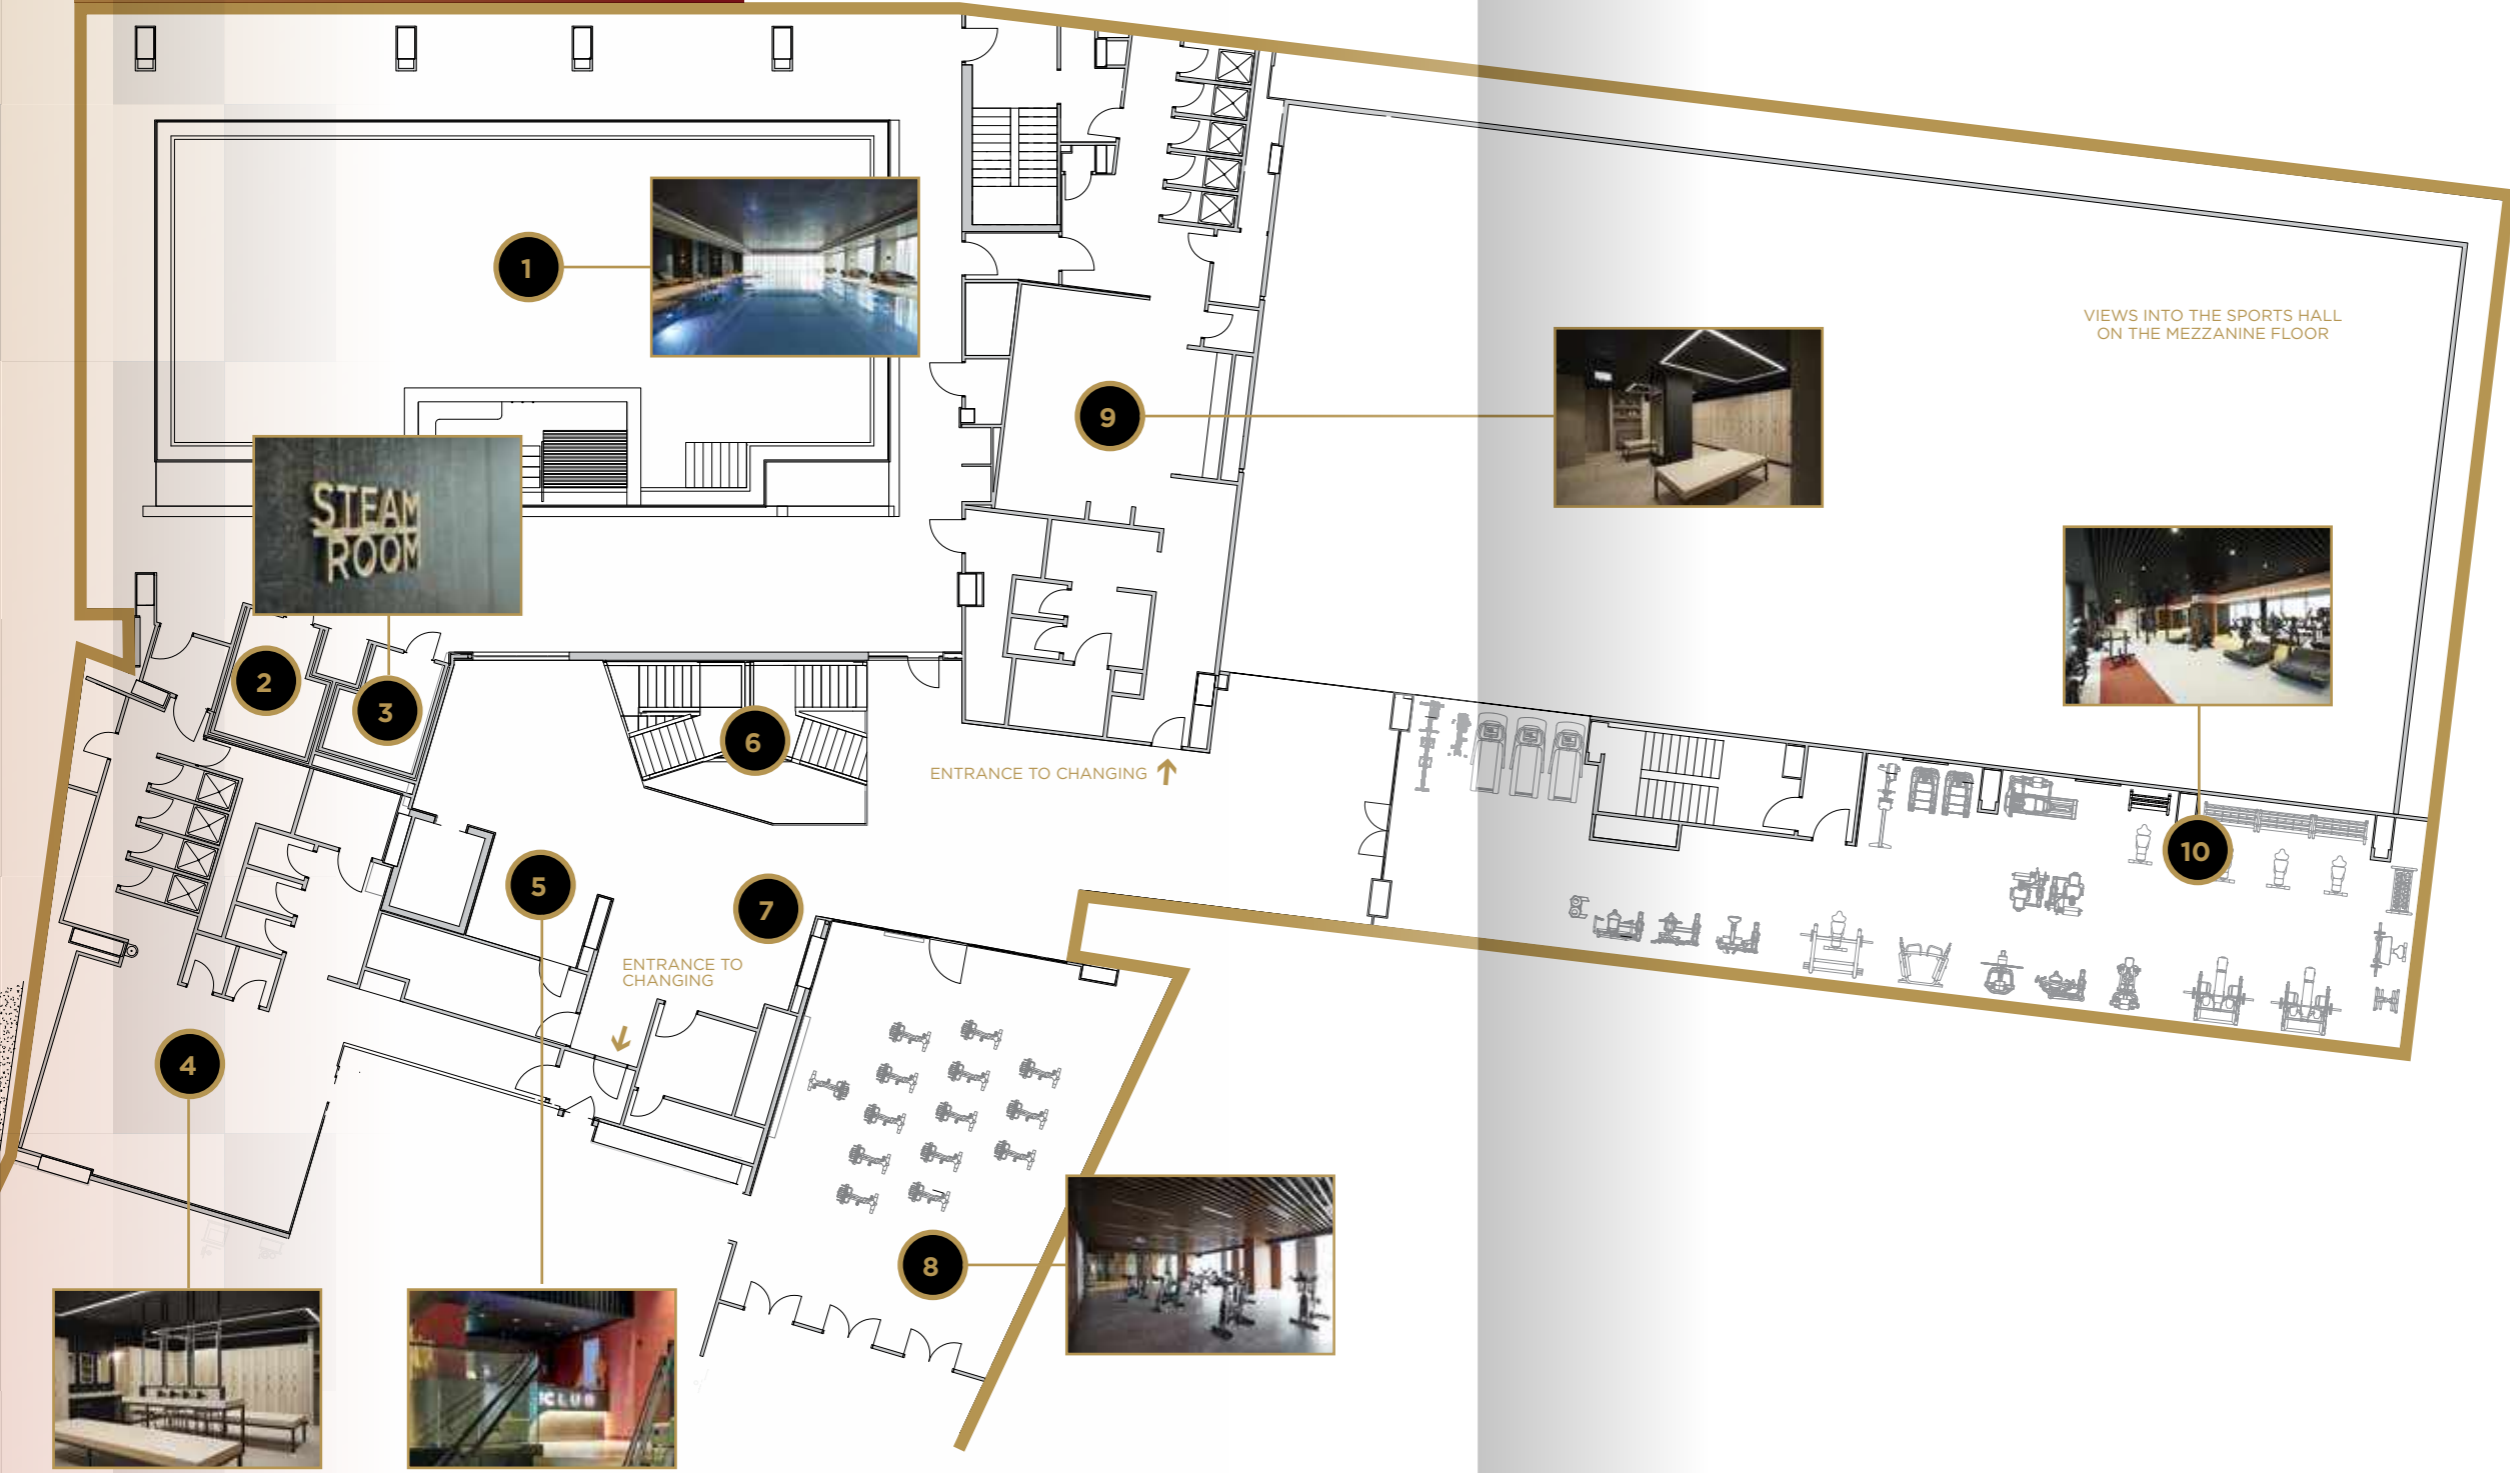 1
VIEWS INTO THE SPORTS HALL
ON THE MEZZANINE FLOOR
9
STEAM
ROOM
2
3
6
ENTRANCE TO CHANGING
10
5
7
ENTRANCE TO
CHANGING
4
8
CLUB